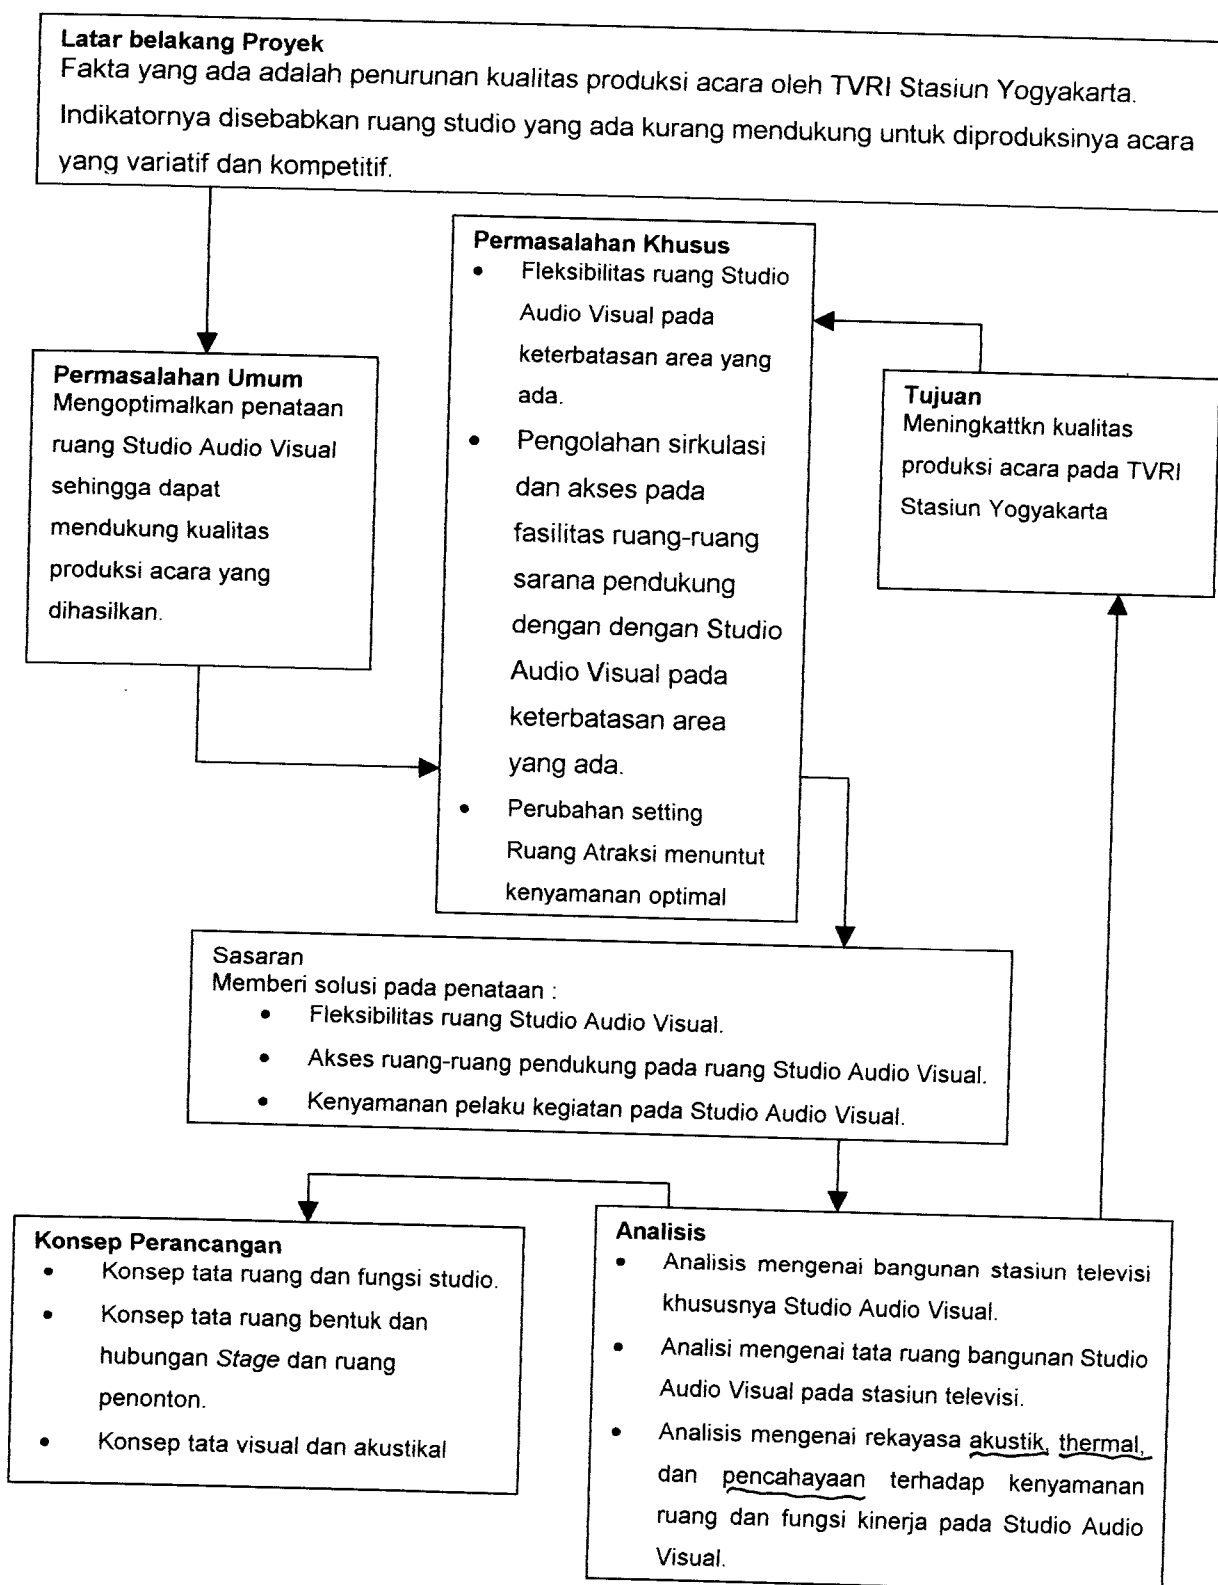 Latar belakang Proyek
Fakta yang ada adalah penurunan kualitas produksi acara oleh TVRI Stasiun Yogyakarta.
Indikatornya disebabkan ruang studio yang ada kurang mendukung untuk diproduksinya acara
yang variatif dan kompetitif.
Permasalahan Umum
Mengoptimalkan penataan
ruang Studio Audio Visual
sehingga dapat
mendukung kualitas
produksi acara yang
dihasilkan.
Permasalahan Khusus
• Fleksibilitas ruang Studio
Audio Visual pada
keterbatasan area yang
ada.
• Pengolahan sirkulasi
dan akses pada
fasilitas ruang-ruang
sarana pendukung
dengan dengan Studio
Audio Visual pada
keterbatasan area
yang ada.
• Perubahan setting
Ruang Atraksi menuntut
kenyamanan optimal
Tujuan
Meningkattkn kualitas
produksi acara pada TVRI
Stasiun Yogyakarta
Sasaran
Memberi solusi pada penataan :
• Fleksibilitas ruang Studio Audio Visual.
• Akses ruang-ruang pendukung pada ruang Studio Audio Visual.
• Kenyamanan pelaku kegiatan pada Studio Audio Visual.
Konsep Perancangan
• Konsep tata ruang dan fungsi studio.
• Konsep tata ruang bentuk dan
hubungan Stage dan ruang
penonton.
• Konsep tata visual dan akustikal
Analisis
• Analisis mengenai bangunan stasiun televisi
khususnya Studio Audio Visual.
• Analisi mengenai tata ruang bangunan Studio
Audio Visual pada stasiun televisi.
• Analisis mengenai rekayasa akustik, thermal,
dan pencahayaan terhadap kenyamanan
ruang dan fungsi kinerja pada Studio Audio
Visual.